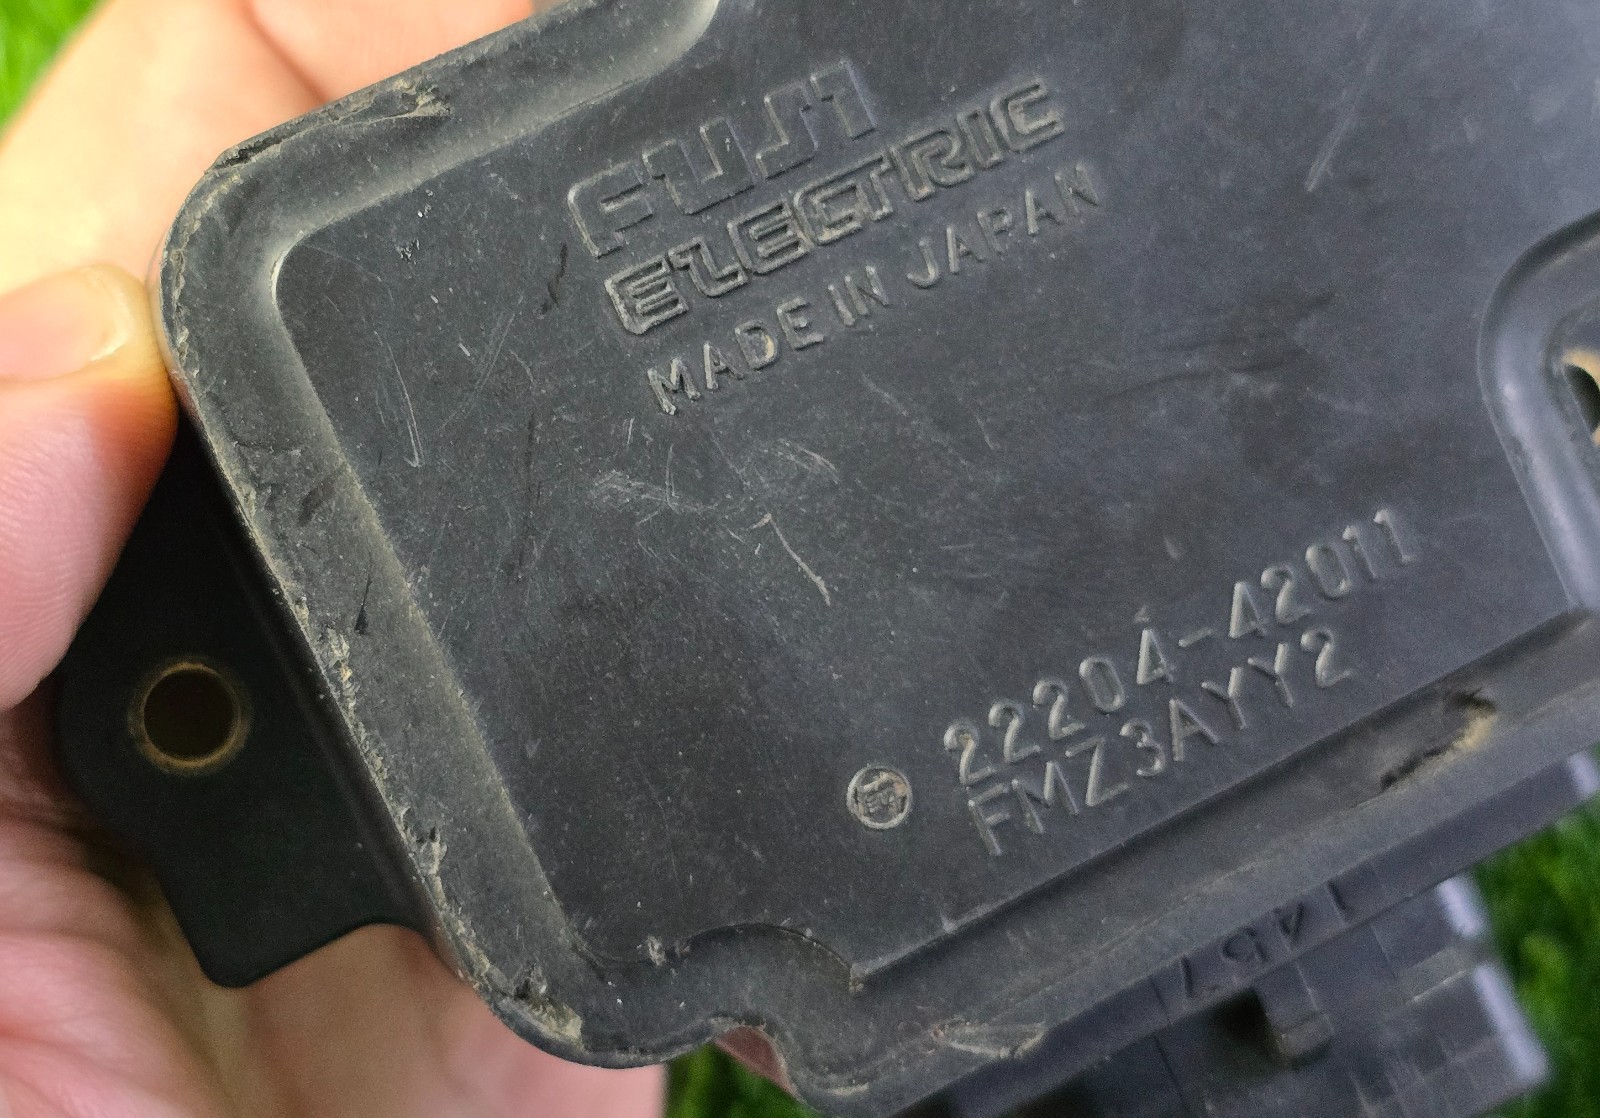 FUJI
ELECTRIC
MADE IN JAPAN
22204-42011
FMZ3AYY2